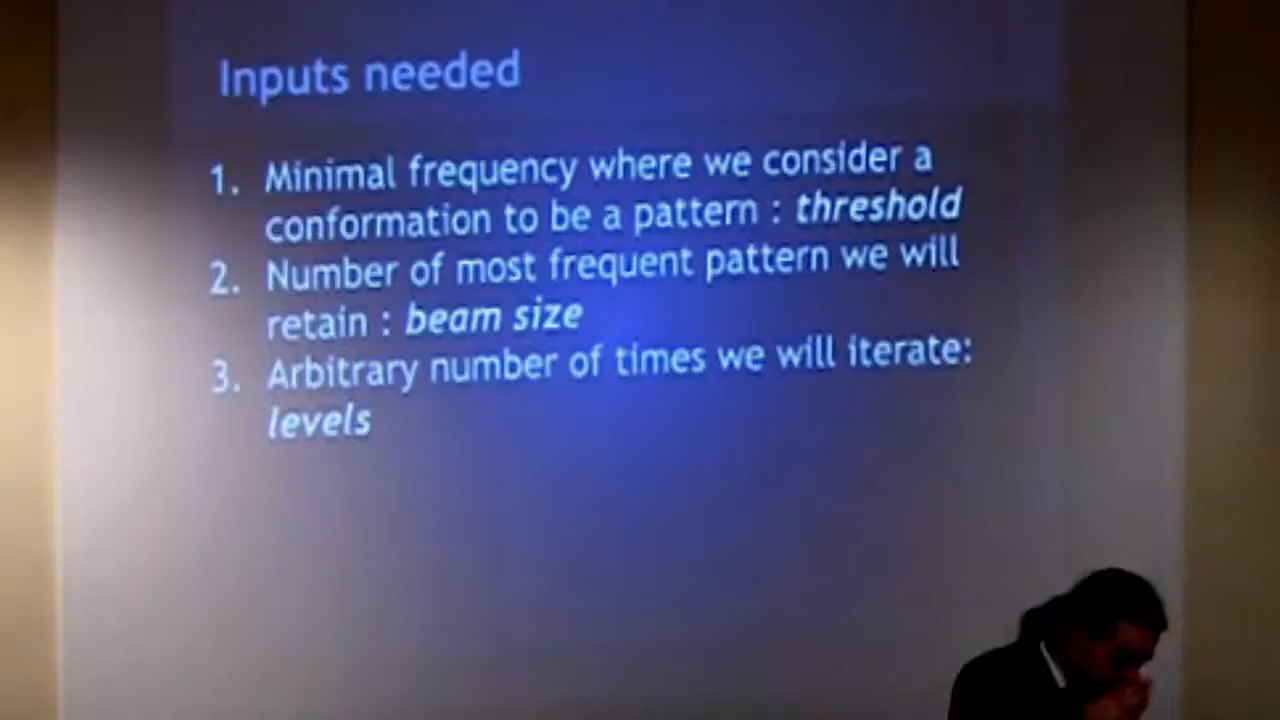 Inputs needed
1. Minimal frequency where we consider a
conformation to be a pattern : threshold
2. Number of most frequent pattern we will
retain : beam size
3. Arbitrary number of times we will iterate:
levels